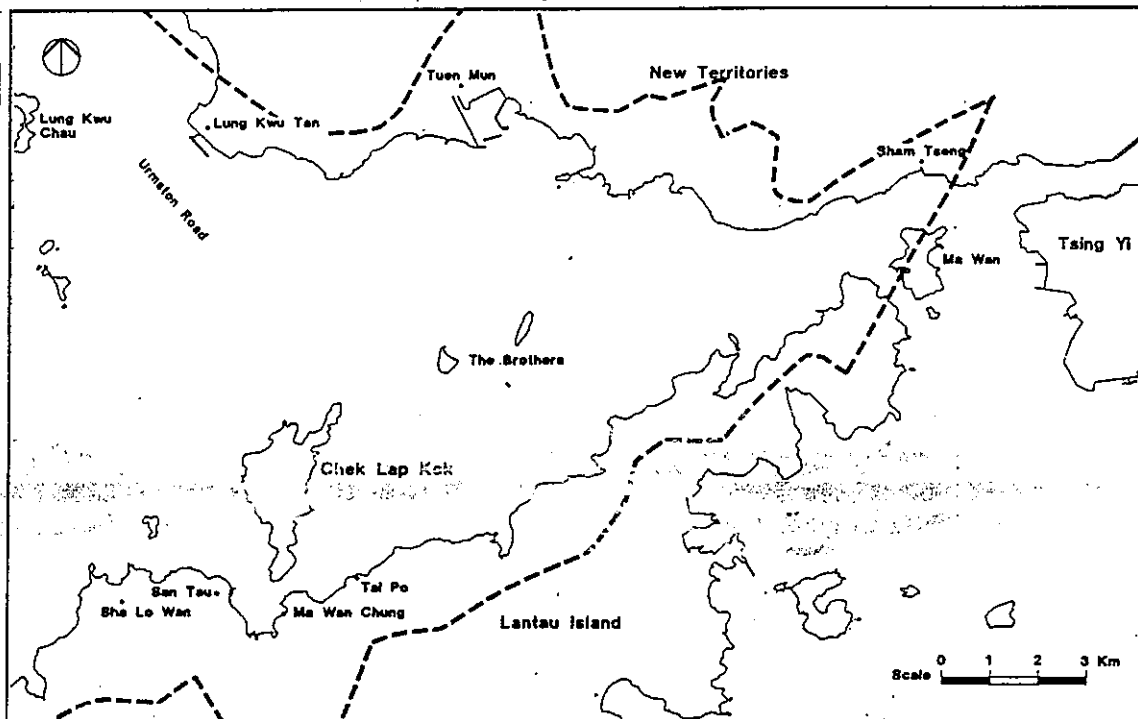 New Territories
Tuen Mun
Lung Kwu
Chau
Lung Kwu Tan
Sham Tseng
Urmston Road
Tsing Yi
Ma Wan
The Brothers
Chek Lap Kok
Tai Po
San Tau
Sha Lo Wan
Ma Wan Chung
Lantau Island
0 1 2 3 Km
Scale